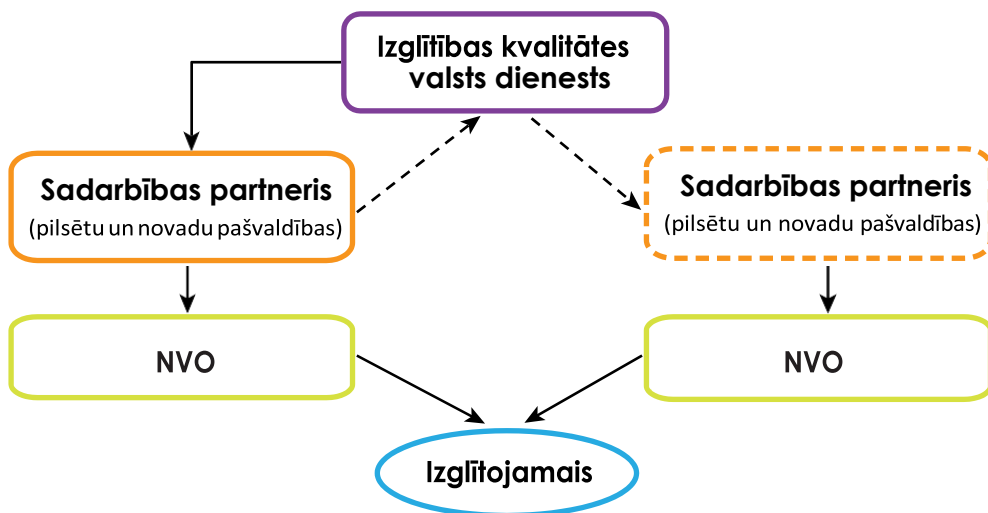 Izglītības kvalitātes
valsts dienests
Sadarbības partneris
(pilsētu un novadu pašvaldības)
Sadarbības partneris
(pilsētu un novadu pašvaldības)
NVO
NVO
Izglītojamais